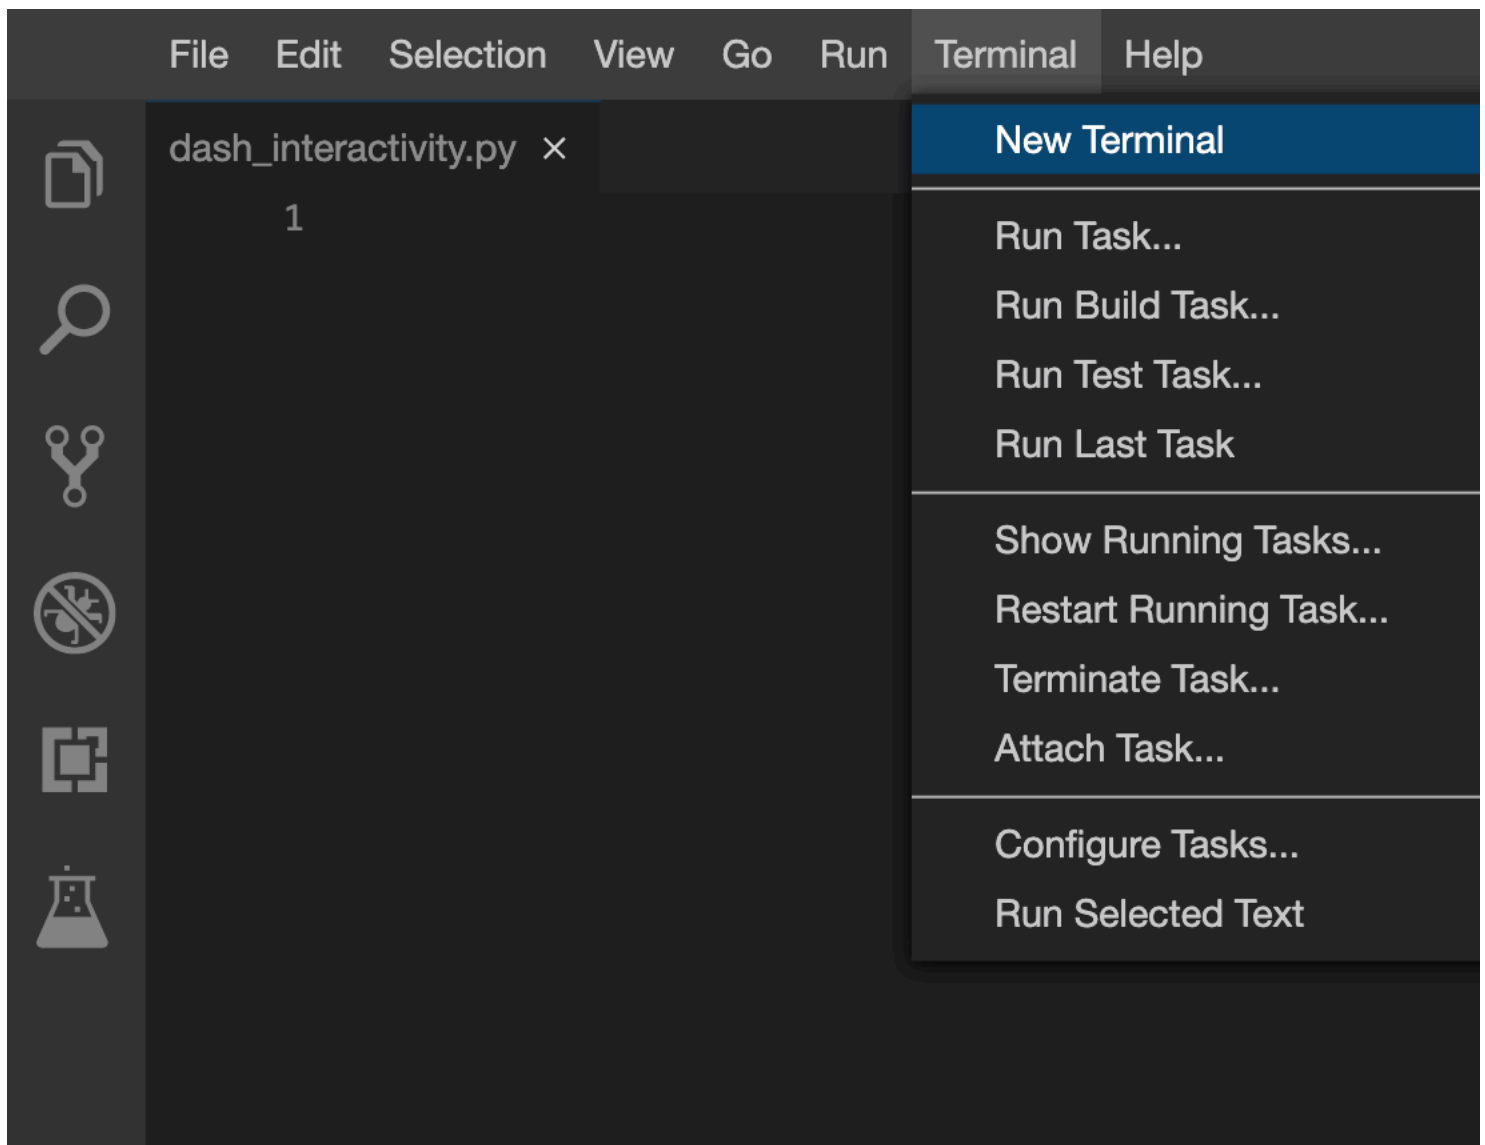 File Edit Selection View Go Run Terminal Help
dash_interactivity.py ×
1
New Terminal
Run Task...
Run Build Task...
Run Test Task...
Run Last Task
Show Running Tasks...
Restart Running Task...
Terminate Task...
Attach Task...
Configure Tasks...
Run Selected Text